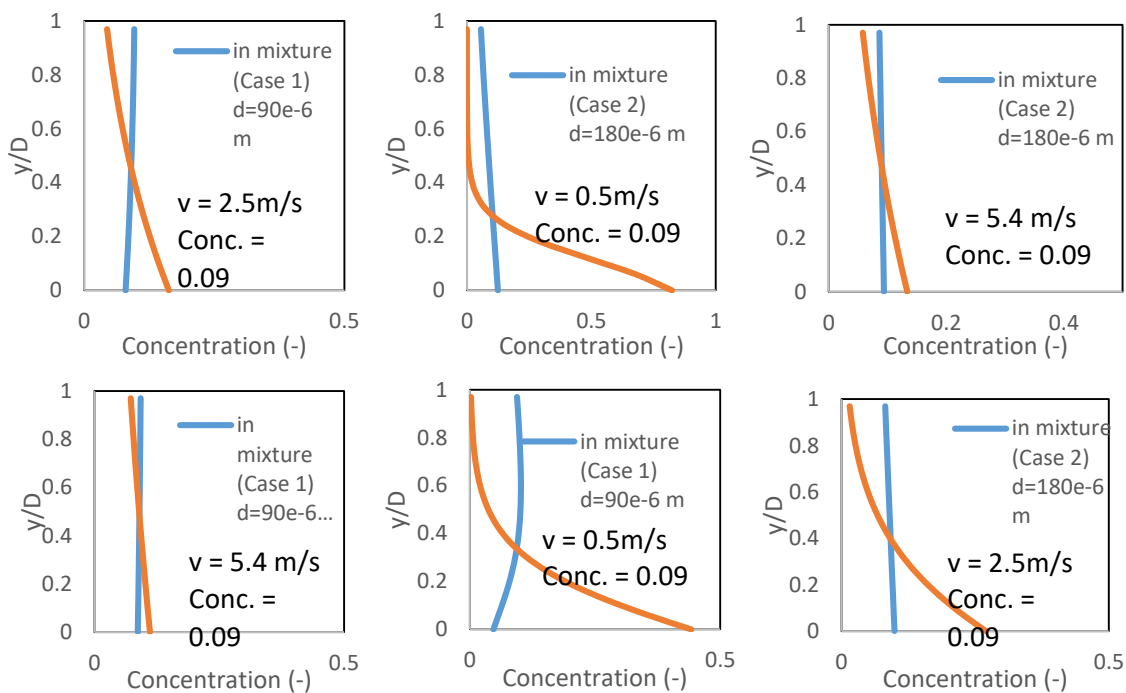 1
0.8
0.6
0.4
0.2
0
y/D
in mixture
(Case 1)
d=90e-6
m
v = 2.5m/s
Conc. =
0.09
0
0.5
Concentration (-)
1
0.8
0.6
0.4
0.2
0
y/D
in mixture
(Case 2)
d=180e-6 m
v = 0.5m/s
Conc. = 0.09
0
0.5
1
Concentration (-)
1
0.8
0.6
0.4
0.2
0
y/D
in mixture
(Case 2)
d=180e-6 m
v = 5.4 m/s
Conc. = 0.09
0
0.2
0.4
Concentration (-)
1
0.8
0.6
0.4
0.2
0
y/D
in
mixture
(Case 1)
d=90e-6...
v = 5.4 m/s
Conc. =
0.09
0
0.5
Concentration (-)
1
0.8
0.6
0.4
0.2
0
y/D
in mixture
(Case 1)
d=90e-6 m
v = 0.5m/s
Conc. = 0.09
0
0.5
Concentration (-)
1
0.8
0.6
0.4
0.2
0
y/D
in mixture
(Case 2)
d=180e-6
m
v = 2.5m/s
Conc. =
0.09
0
0.5
Concentration (-)